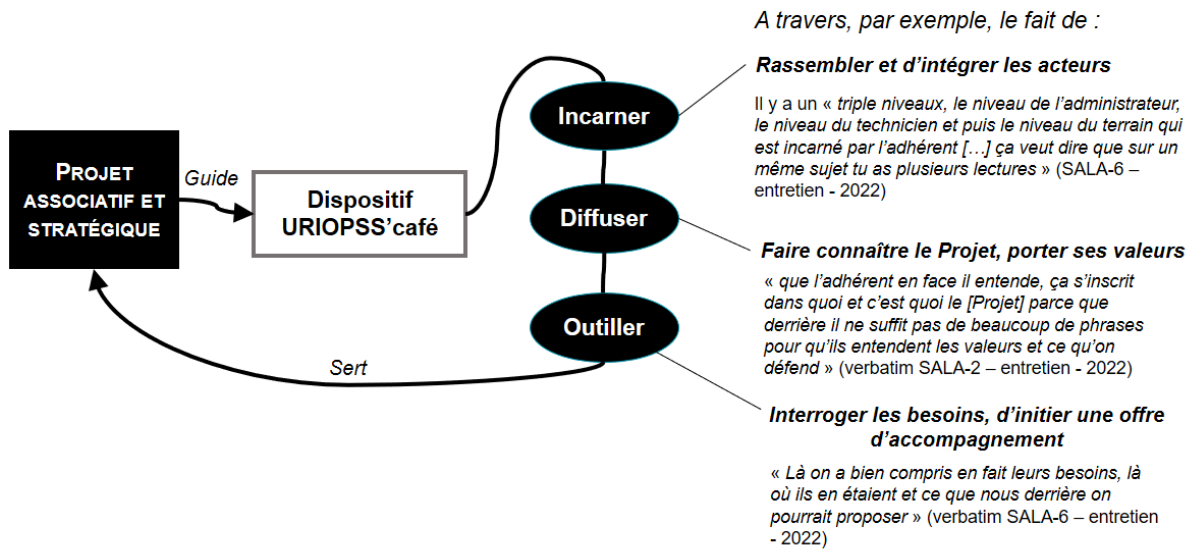 A travers, par exemple, le fait de :
Rassembler et d’intégrer les acteurs
Incarner
Il y a un « triple niveaux, le niveau de l’administrateur,
le niveau du technicien et puis le niveau du terrain qui
est incarné par l’adhérent […] ça veut dire que sur un
même sujet tu as plusieurs lectures » (SALA-6 –
entretien - 2022)
PROJET
ASSOCIATIF ET
STRATÉGIQUE
Guide
Dispositif
URIOPSS’café
Diffuser
Faire connaître le Projet, porter ses valeurs
« que l’adhérent en face il entende, ça s’inscrit
dans quoi et c’est quoi le [Projet] parce que
derrière il ne suffit pas de beaucoup de phrases
pour qu’ils entendent les valeurs et ce qu’on
défend » (verbatim SALA-2 – entretien - 2022)
Outiller
Sert
Interroger les besoins, d’initier une offre
d’accompagnement
« Là on a bien compris en fait leurs besoins, là
où ils en étaient et ce que nous derrière on
pourrait proposer » (verbatim SALA-6 – entretien
- 2022)